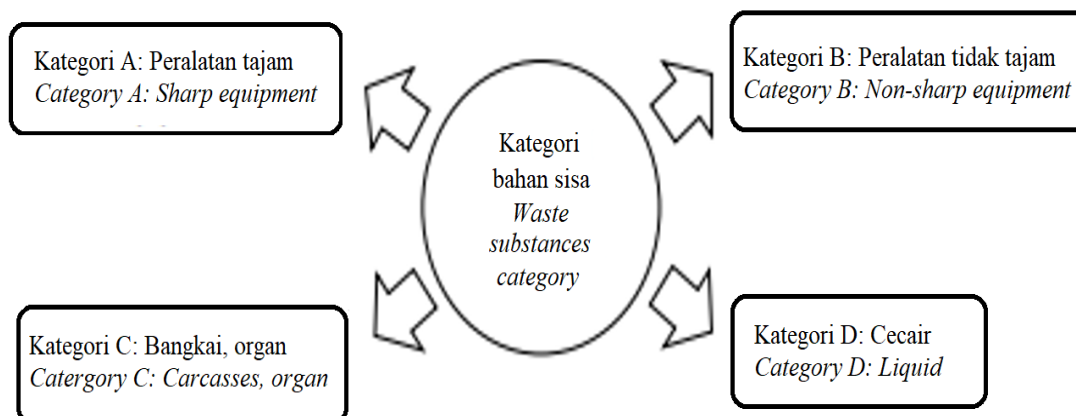 Kategori A: Peralatan tajam
Category A: Sharp equipment
Kategori B: Peralatan tidak tajam
Category B: Non-sharp equipment
Kategori
bahan sisa
Waste
substances
category
Kategori C: Bangkai, organ
Catergory C: Carcasses, organ
Kategori D: Cecair
Category D: Liquid